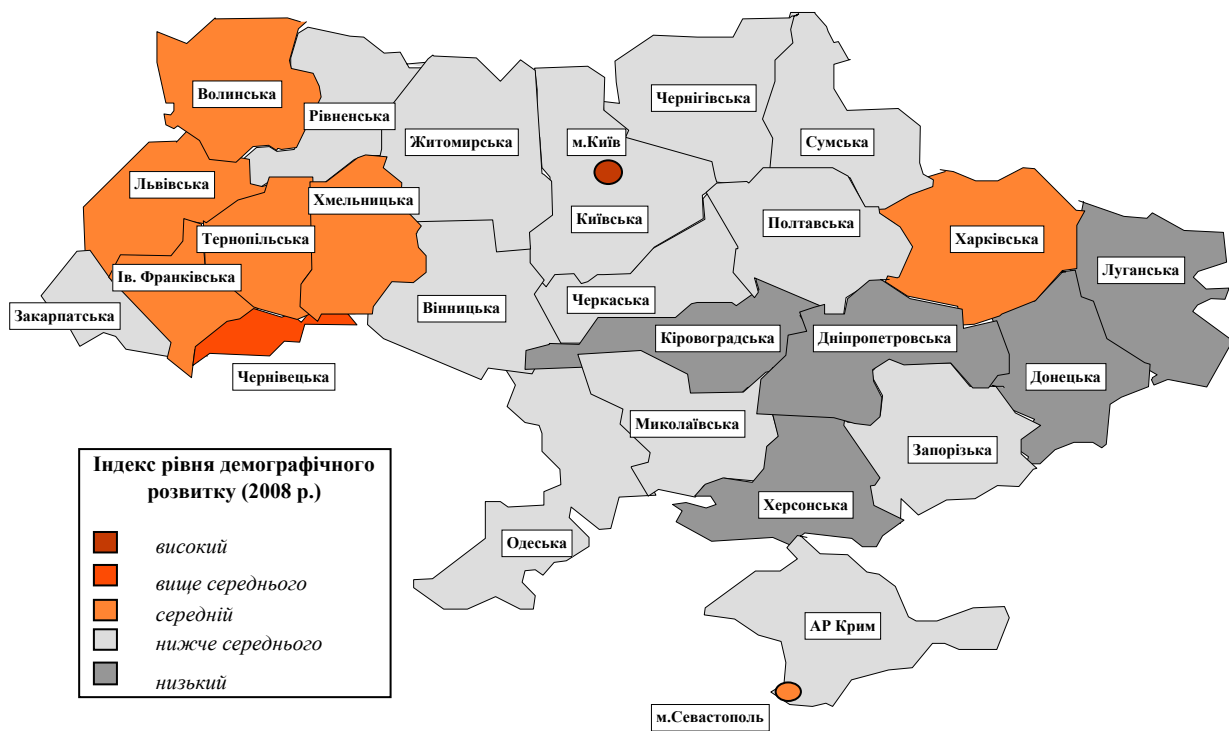 Волинська
Рівненська
Житомирська
м.Київ
Чернігівська
Сумська
Львівська
Хмельницька
Тернопільська
Київська
Полтавська
Харківська
Луганська
Ів. Франківська
Закарпатська
Вінницька
Черкаська
Кіровоградська
Дніпропетровська
Донецька
Чернівецька
Миколаївська
Запорізька
Херсонська
Одеська
АР Крим
м.Севастополь
Індекс рівня демографічного
розвитку (2008 р.)
високий
вище середнього
середній
нижче середнього
низький